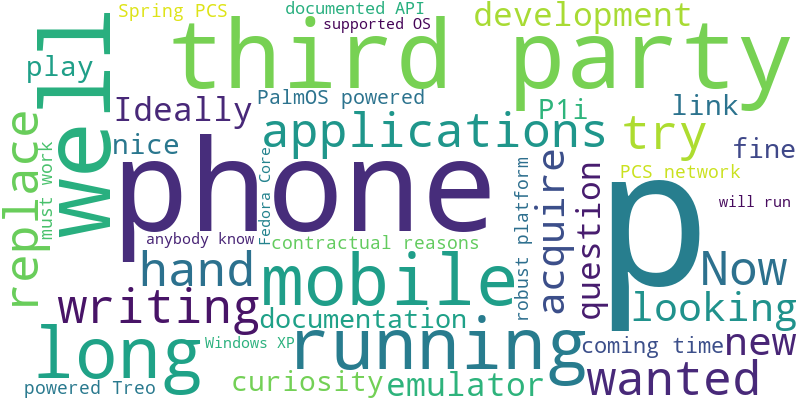 Spring PCS
documented API
supported OS
development
well
third party
play
Ideally
PalmOS powered
P1i
link
replace
nice
applications
try
fine
must work
phone
Fedora Core
robust platform
acquire
question
PCS network
p
will run
anybody know
contractual reasons
hand
mobile
Now
writing
documentation
looking
long
Windows XP
running
coming time
new
powered Treo
curiosity
emulator
wanted